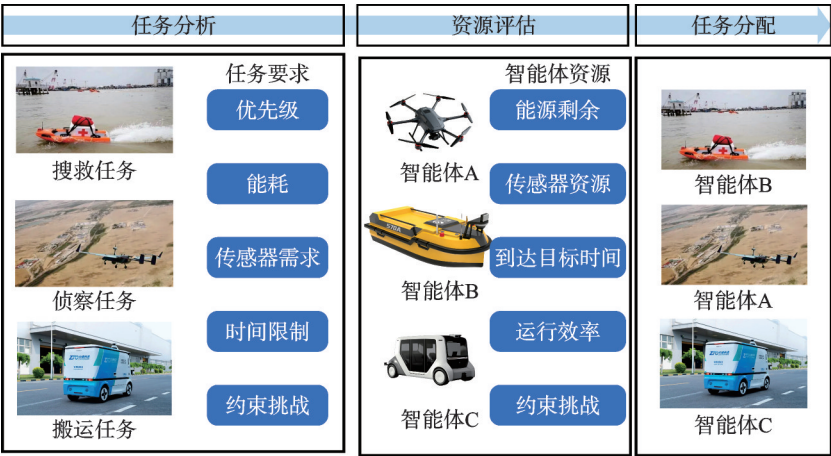 任务分析
资源评估
任务分配
任务要求
搜救任务
侦察任务
搬运任务
优先级
能耗
传感器需求
时间限制
约束挑战
智能体资源
智能体A
智能体B
智能体C
能源剩余
传感器资源
到达目标时间
运行效率
约束挑战
智能体B
智能体A
智能体C